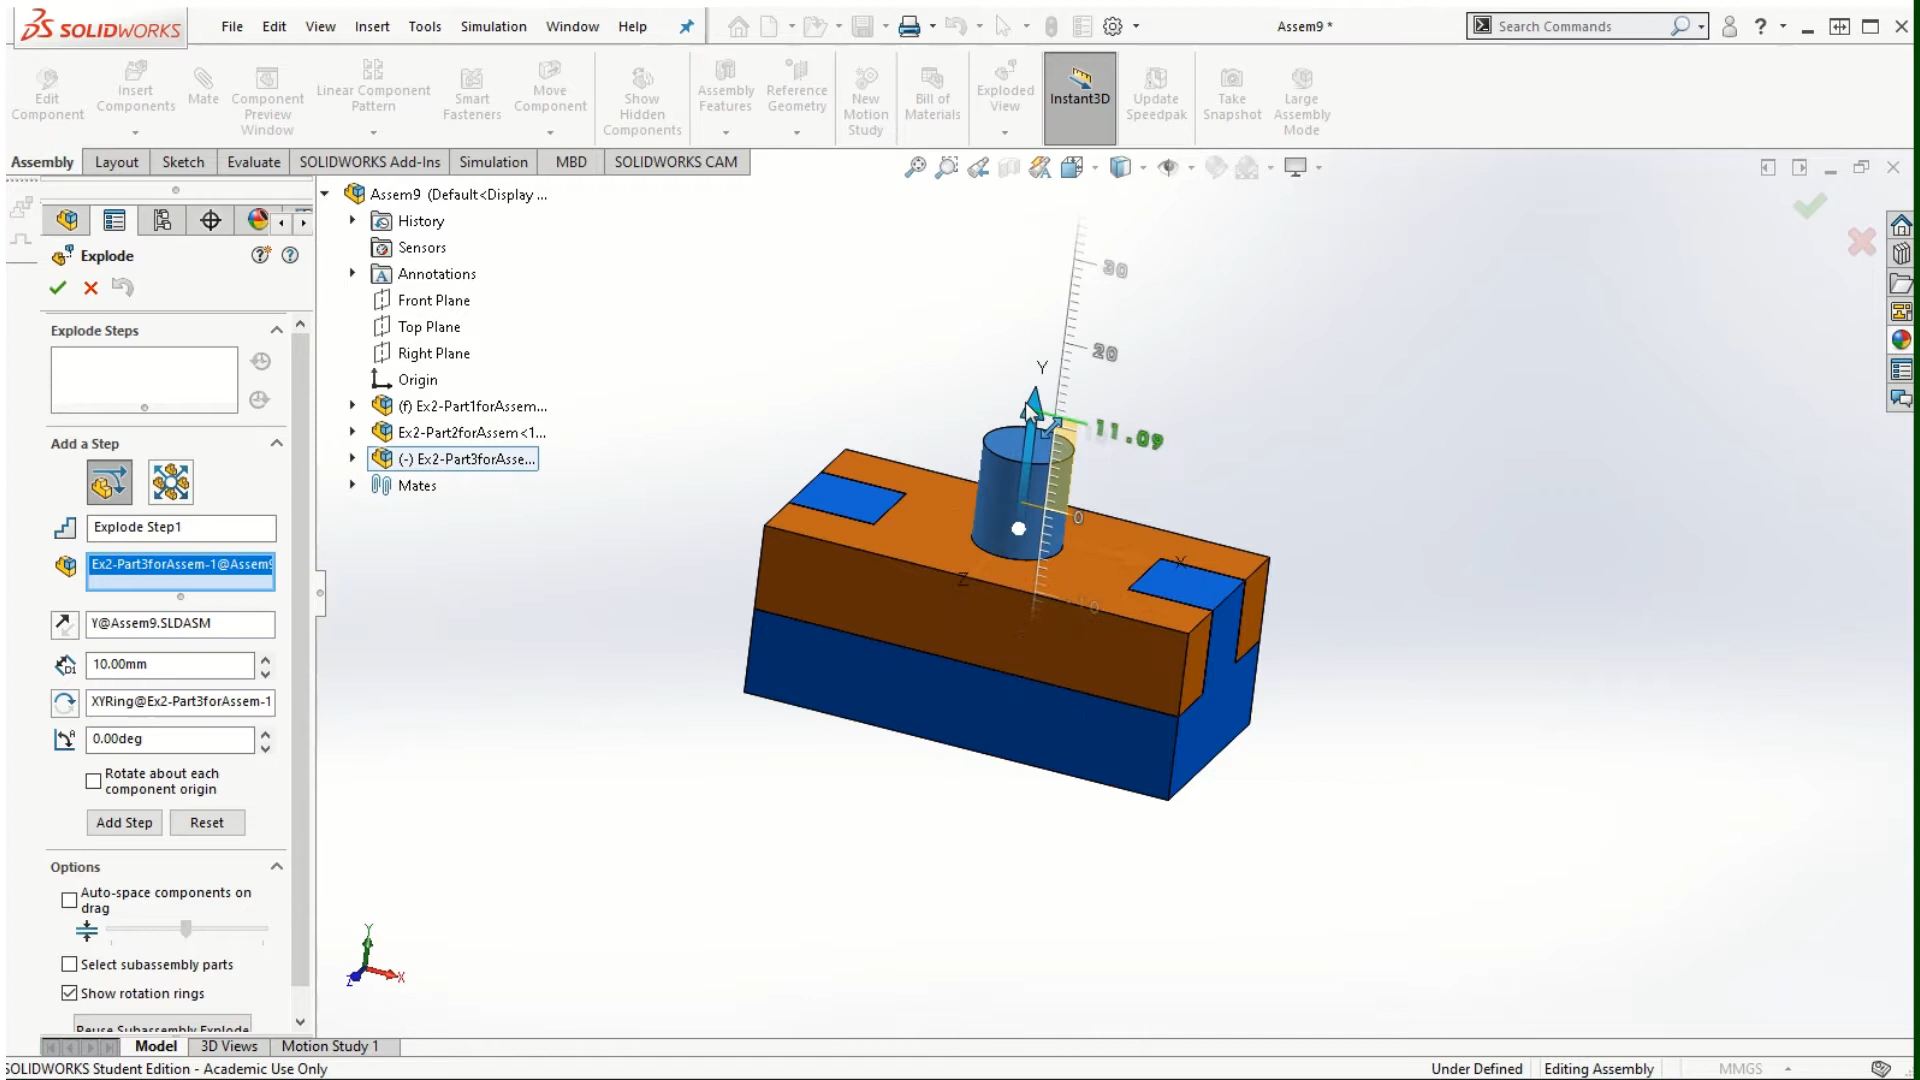 SOLIDWORKS
File Edit View Insert Tools Simulation Window Help
Assem9 *
Search Commands
Edit Component
Insert Components
Mate
Component Preview Window
Linear Component Pattern
Smart Fasteners
Move Component
Show Hidden Components
Assembly Features
Reference Geometry
New Motion Study
Bill of Materials
Exploded View
Instant3D
Update Speedpak
Take Snapshot
Large Assembly Mode
Assembly Layout Sketch Evaluate SOLIDWORKS Add-Ins Simulation MBD SOLIDWORKS CAM
Explode
Explode Steps
Add a Step
Explode Step1
Ex2-Part3forAssem-1@Assem9
Y@Assem9.SLDASM
10.00mm
XYRing@Ex2-Part3forAssem-1
0.00deg
Rotate about each
component origin
Add Step Reset
Options
Auto-space components on
drag
Select subassembly parts
Show rotation rings
Reuse Subassembly Explode
Assem9 (Default<Display ...
History
Sensors
Annotations
Front Plane
Top Plane
Right Plane
Origin
(f) Ex2-Part1forAssem...
Ex2-Part2forAssem<1...
(-) Ex2-Part3forAsse...
Mates
30
20
Y
11.09
0
X
Z
Y
X
Z
Model 3D Views Motion Study 1
SOLIDWORKS Student Edition - Academic Use Only
Under Defined Editing Assembly MMGS